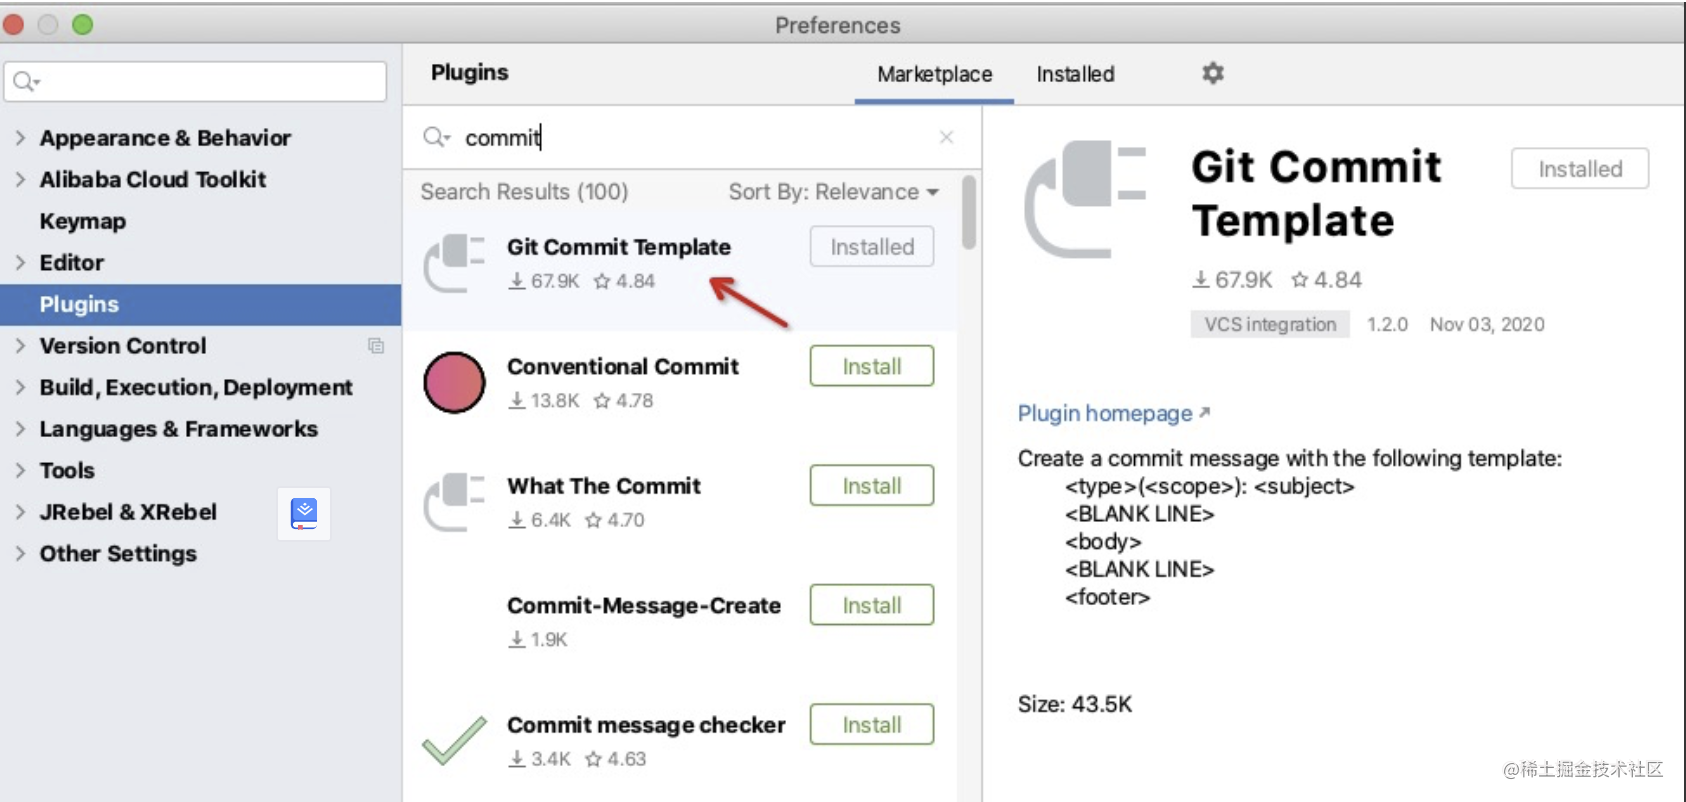 Preferences
Appearance & Behavior
Alibaba Cloud Toolkit
Keymap
Editor
Plugins
Version Control
Build, Execution, Deployment
Languages & Frameworks
Tools
JRebel & XRebel
Other Settings
Plugins
Marketplace
Installed
commit
Search Results (100)
Sort By: Relevance
Git Commit Template
Installed
67.9K
4.84
Conventional Commit
Install
13.8K
4.78
What The Commit
Install
6.4K
4.70
Commit-Message-Create
Install
1.9K
Commit message checker
Install
3.4K
4.63
Git Commit
Template
Installed
67.9K
4.84
VCS integration
1.2.0
Nov 03, 2020
Plugin homepage
Create a commit message with the following template:
<type>(<scope>): <subject>
<BLANK LINE>
<body>
<BLANK LINE>
<footer>
Size: 43.5K
@稀土掘金技术社区